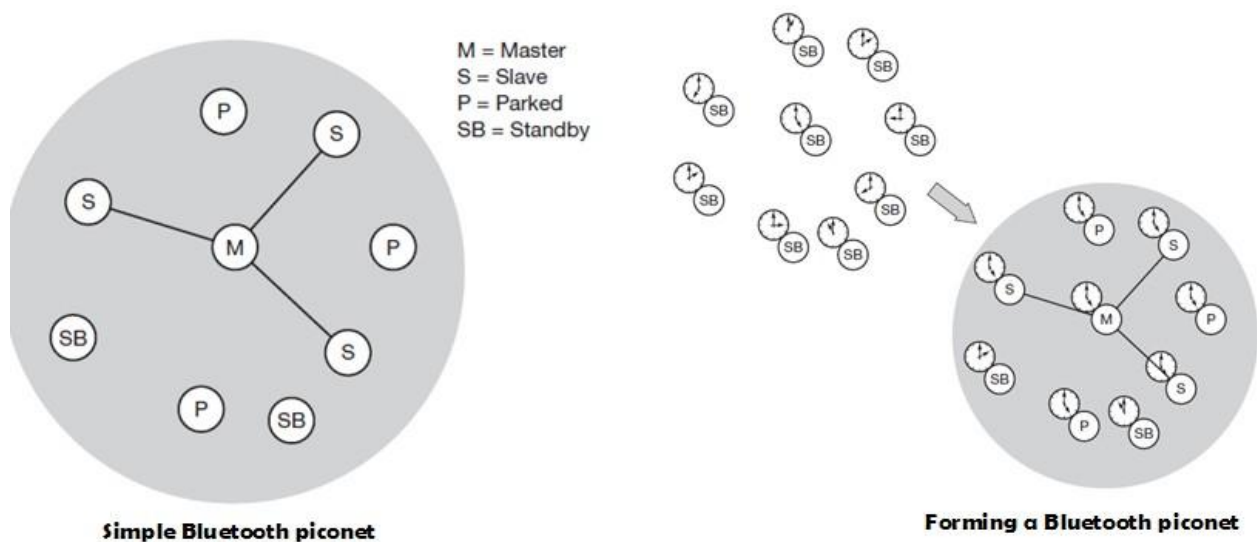 M = Master
S = Slave
P = Parked
SB = Standby
P
S
S
M
P
SB
S
P
SB
Simple Bluetooth piconet
SB
SB
SB
SB
SB
SB
SB
SB
SB
P
S
S
M
P
SB
S
P
SB
Forming a Bluetooth piconet